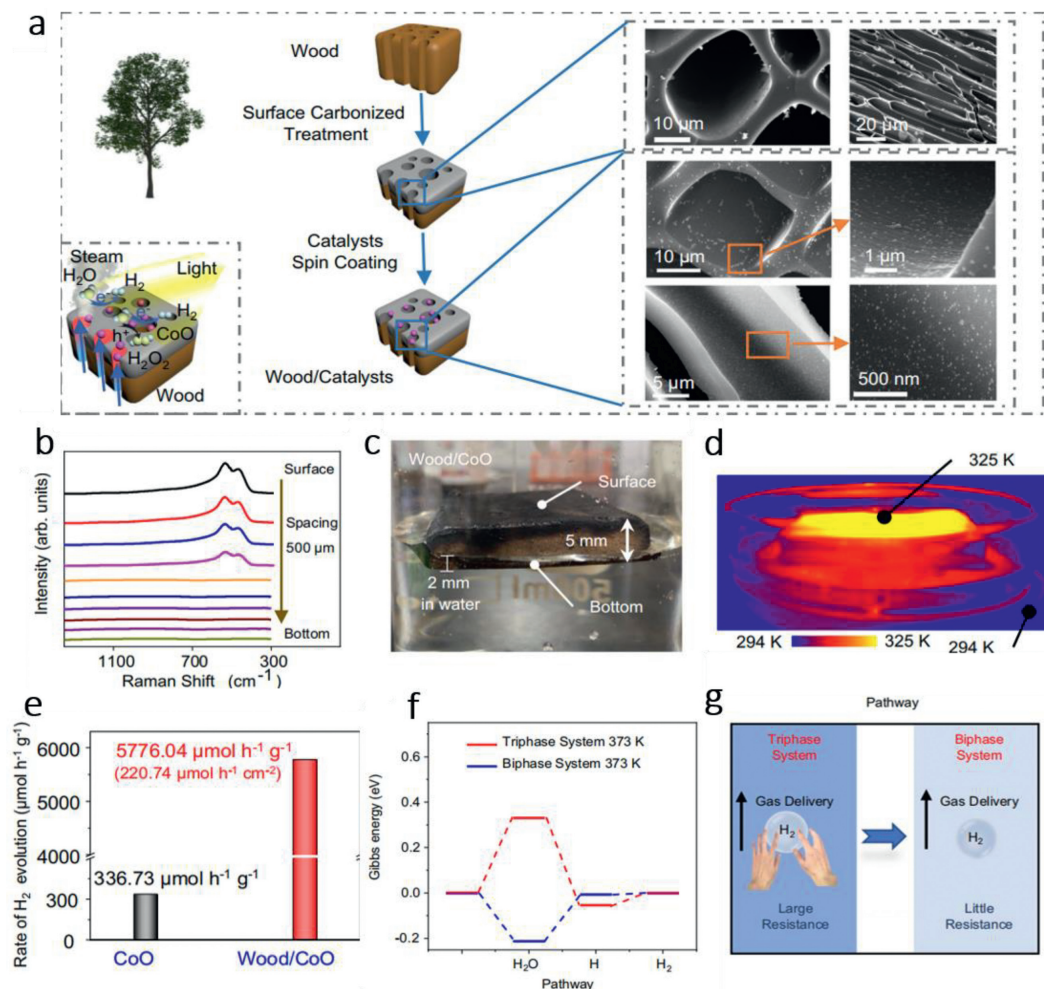 a
Wood
Surface Carbonized
Treatment
Catalysts
Spin Coating
Wood/Catalysts
Steam
H₂O
H₂
Light
e⁻
H₂
e⁻
CoO
h⁺
H₂O₂
Wood
10 μm
20 μm
10 μm
1 μm
5 μm
500 nm
b
Intensity (arb. units)
Surface
Spacing
500 μm
Bottom
1100
700
300
Raman Shift (cm⁻¹)
c
Wood/CoO
Surface
5 mm
2 mm
in water
Bottom
d
325 K
294 K
325 K
294 K
e
Rate of H₂ evolution (μmol h⁻¹ g⁻¹)
6000
5000
4000
300
0
5776.04 μmol h⁻¹ g⁻¹
(220.74 μmol h⁻¹ cm⁻²)
336.73 μmol h⁻¹ g⁻¹
CoO
Wood/CoO
f
Gibbs energy (eV)
0.4
0.2
0.0
-0.2
Triphase System 373 K
Biphase System 373 K
H₂O
H
H₂
Pathway
g
Pathway
Triphase
System
Gas Delivery
H₂
Large
Resistance
Biphase
System
Gas Delivery
H₂
Little
Resistance